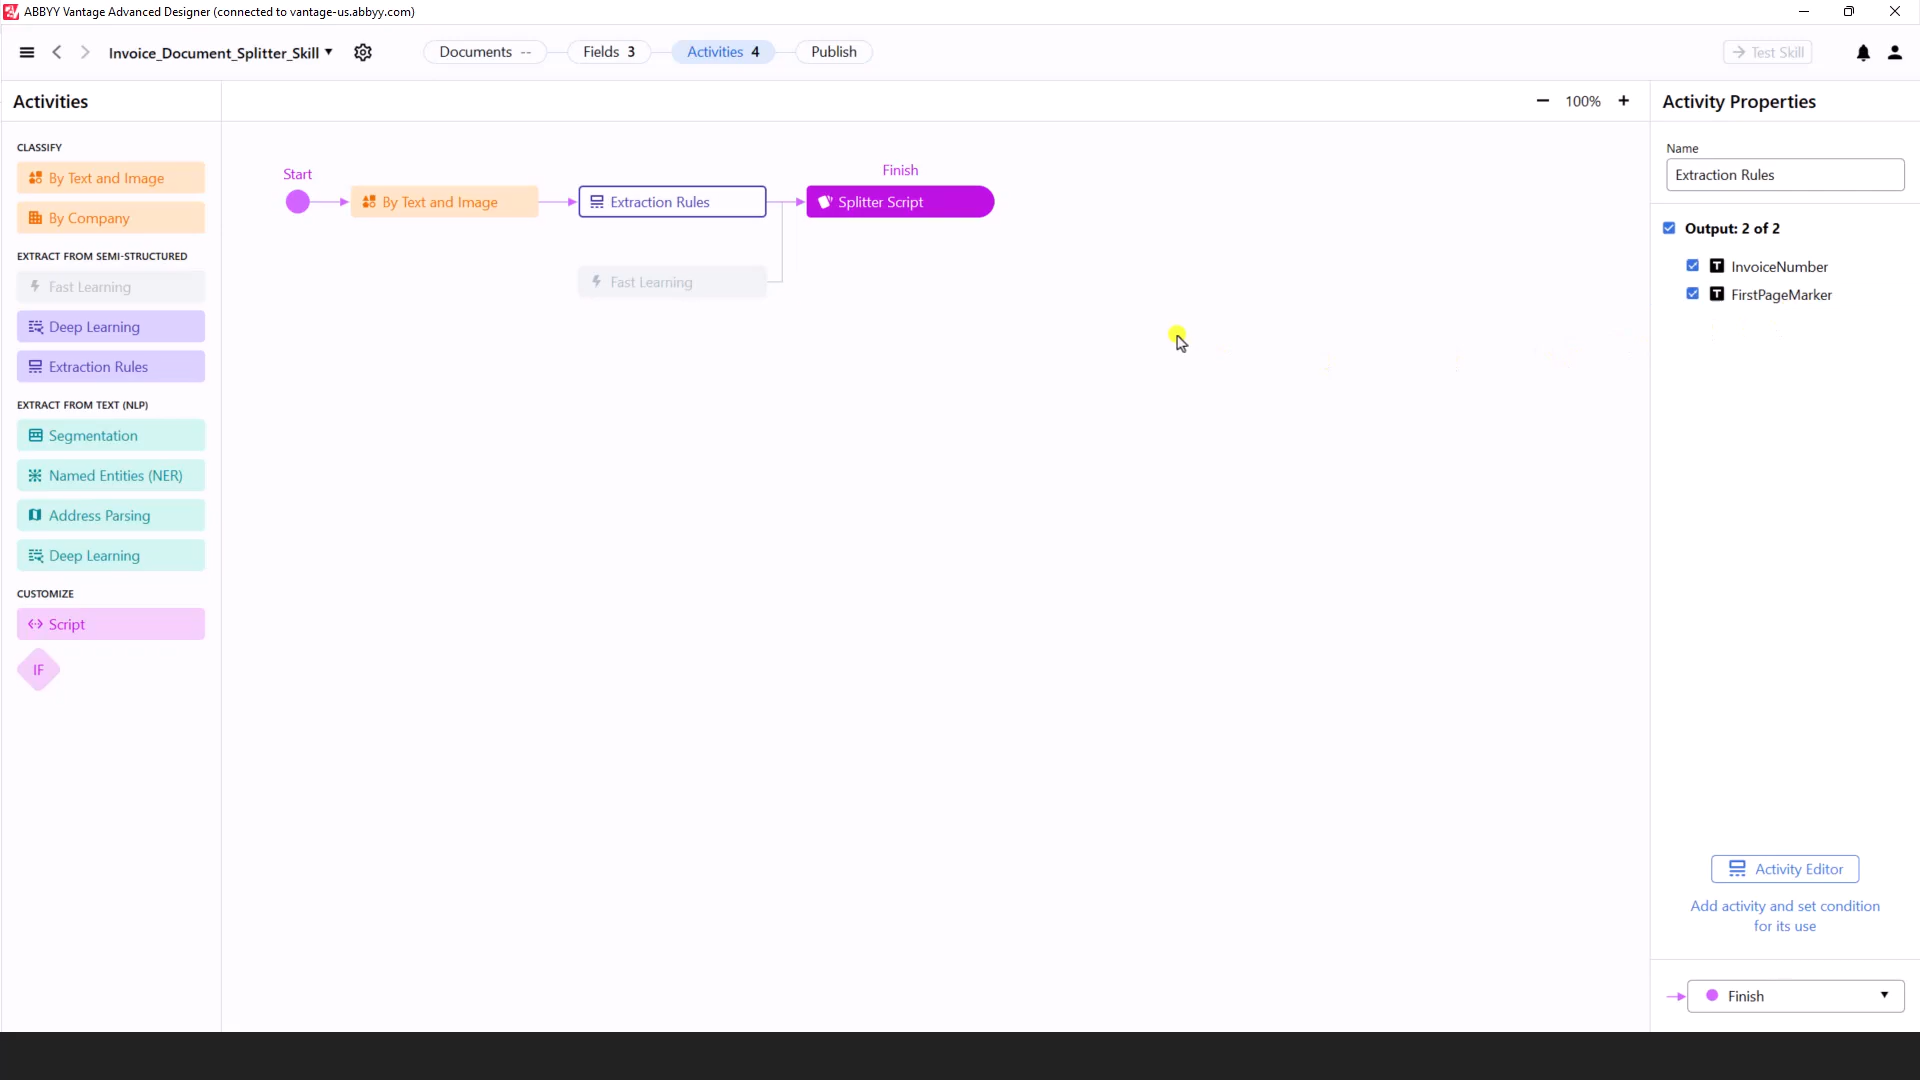 ABBYY Vantage Advanced Designer (connected to vantage-us.abbyy.com)
Invoice_Document_Splitter_Skill
Documents --
Fields 3
Activities 4
Publish
Test Skill
Activities
100%
Activity Properties
CLASSIFY
By Text and Image
By Company
EXTRACT FROM SEMI-STRUCTURED
Fast Learning
Deep Learning
Extraction Rules
EXTRACT FROM TEXT (NLP)
Segmentation
Named Entities (NER)
Address Parsing
Deep Learning
CUSTOMIZE
Script
IF
Start
By Text and Image
Extraction Rules
Finish
Splitter Script
Fast Learning
Name
Extraction Rules
Output: 2 of 2
T InvoiceNumber
T FirstPageMarker
Activity Editor
Add activity and set condition
for its use
Finish